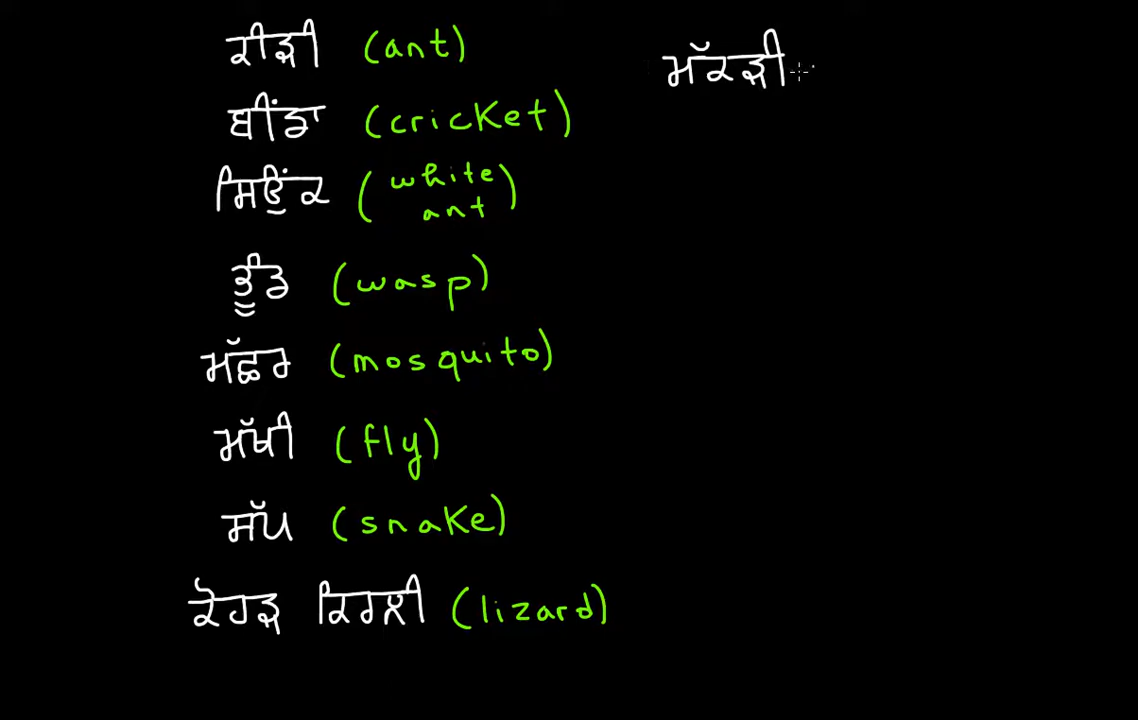 ਕੀੜੀ (ant)
ਬੀਂਡਾ (cricket)
ਸਿਉਂਕ (white
ant)
ਭੂੰਡ (wasp)
ਮੱਛਰ (mosquito)
ਮੱਖੀ (fly)
ਸੱਪ (snake)
ਕੋਹੜ ਕਿਰਲੀ (lizard)
ਮੱਕੜੀ